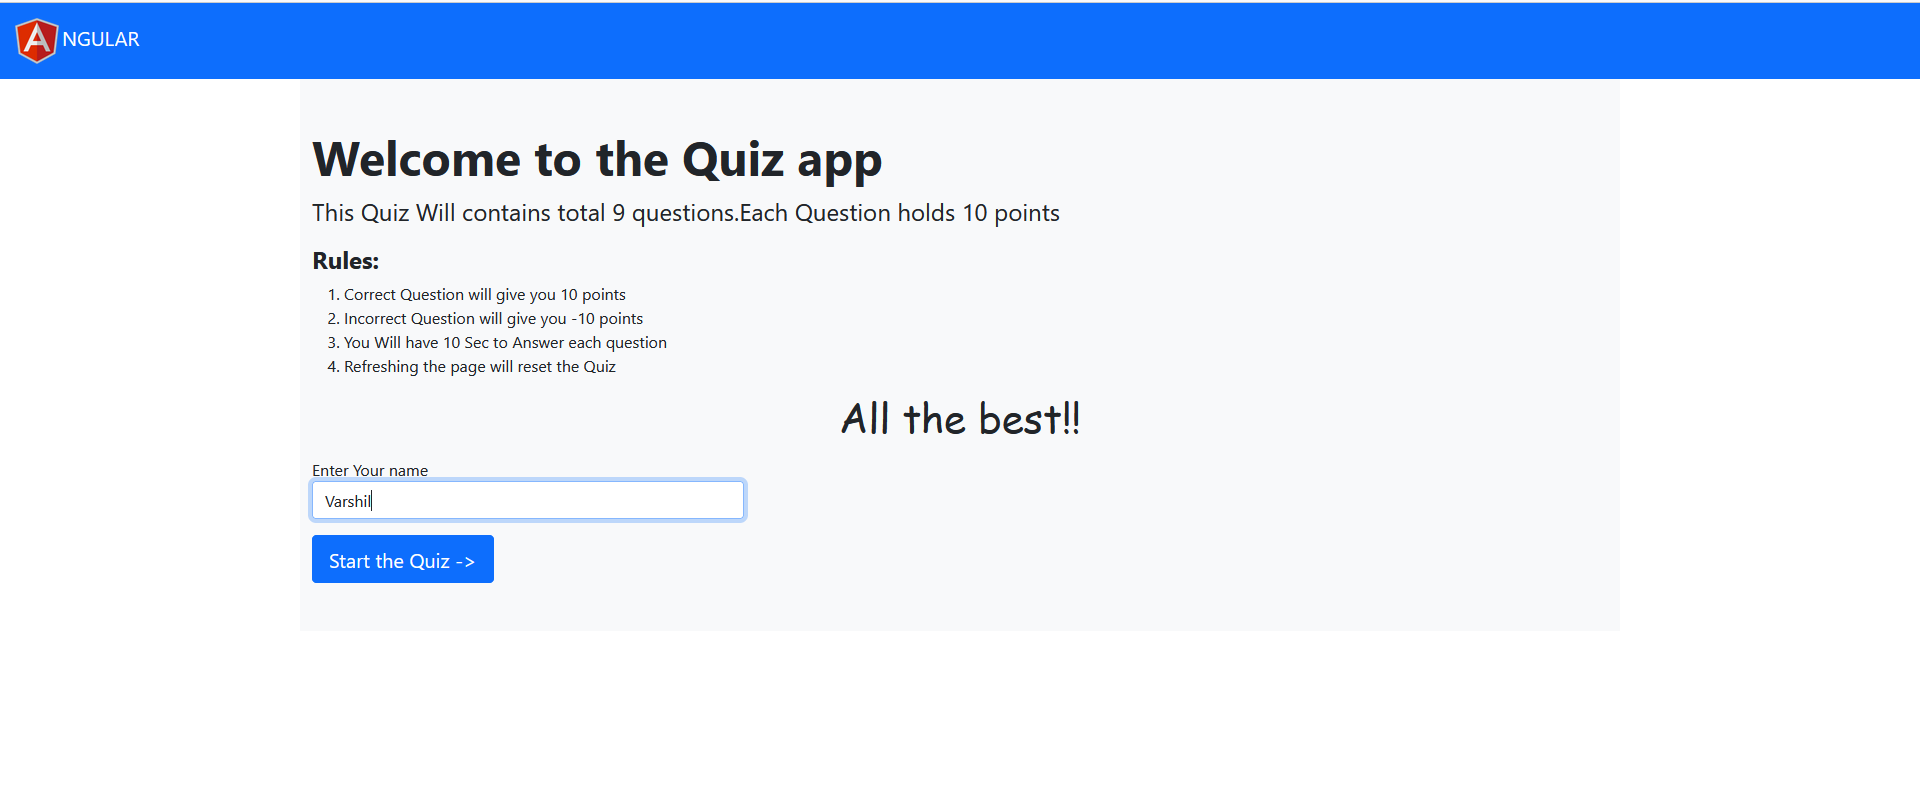 A NGULAR
Welcome to the Quiz app
This Quiz Will contains total 9 questions.Each Question holds 10 points
Rules:
1. Correct Question will give you 10 points
2. Incorrect Question will give you -10 points
3. You Will have 10 Sec to Answer each question
4. Refreshing the page will reset the Quiz
All the best!!
Enter Your name
Varshil
Start the Quiz ->